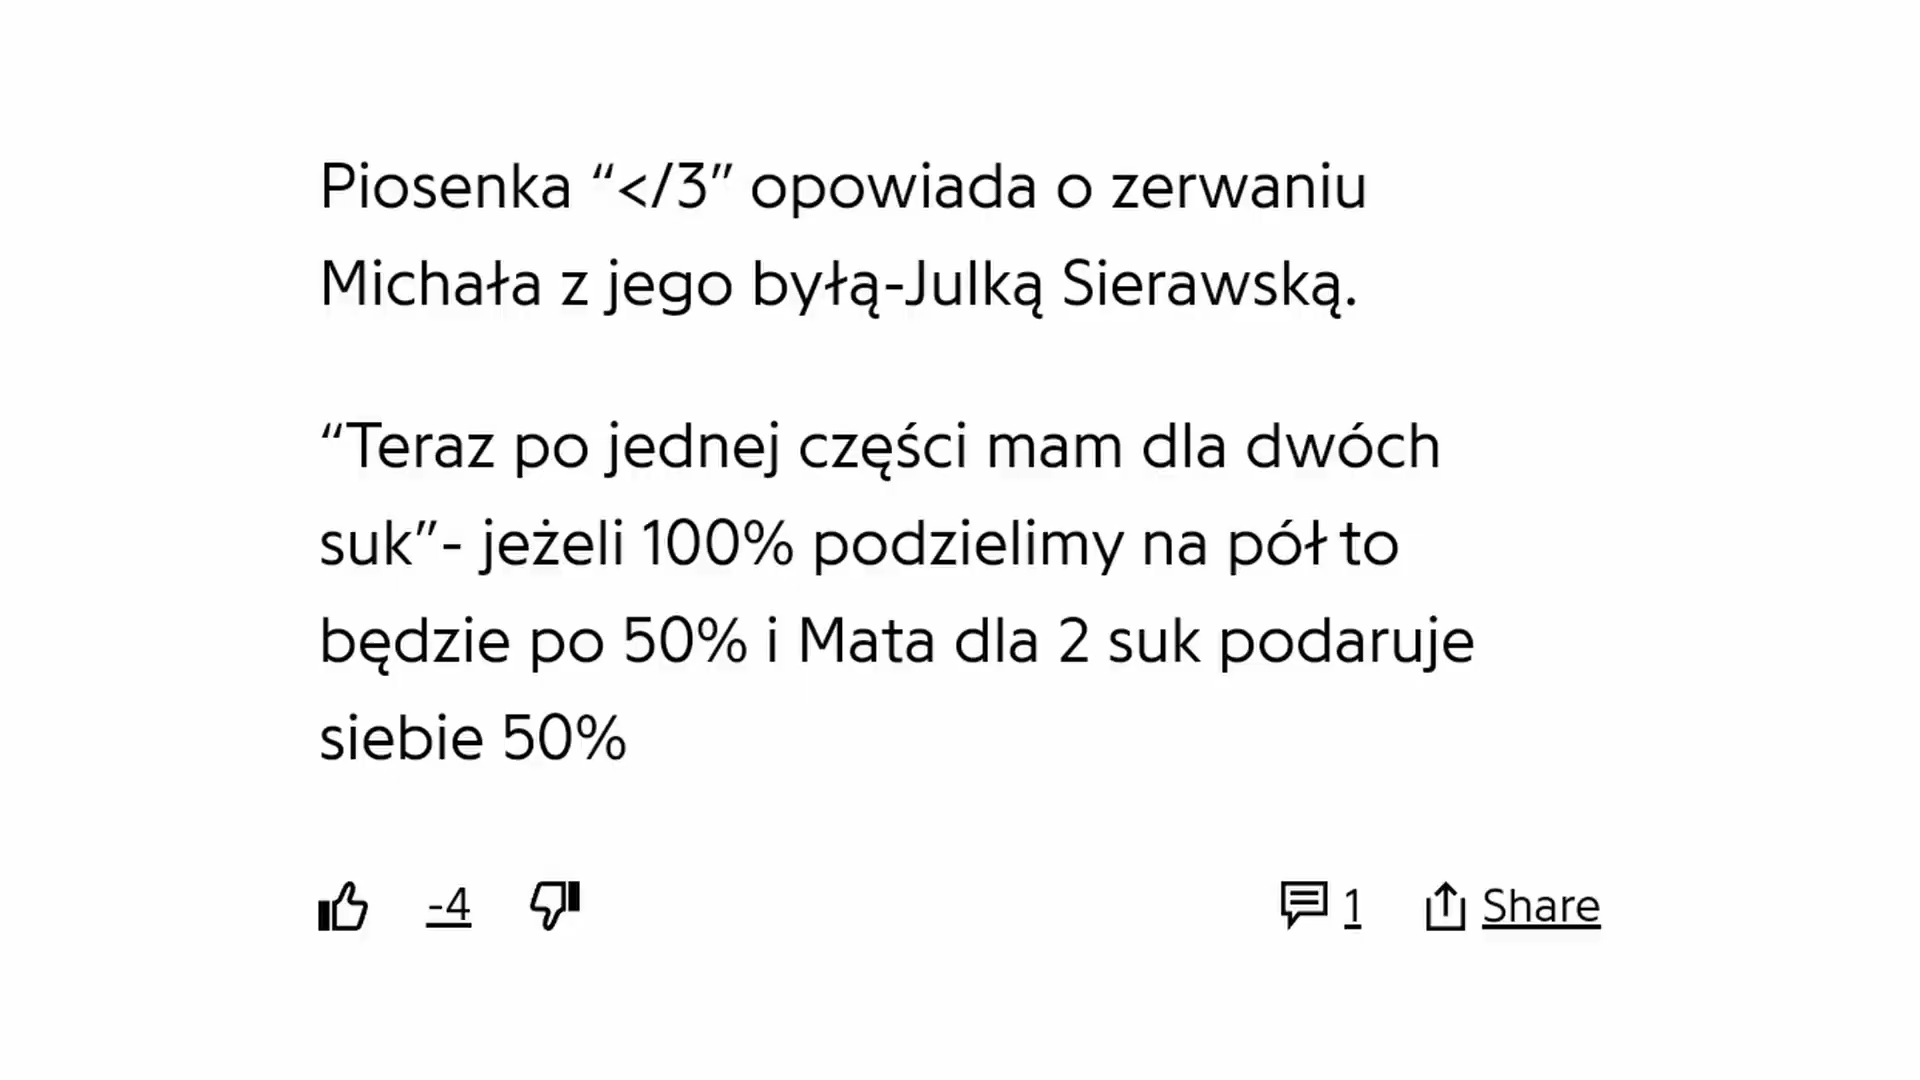 Piosenka “</3” opowiada o zerwaniu
Michała z jego byłą-Julką Sierawską.
“Teraz po jednej części mam dla dwóch
suk”- jeżeli 100% podzielimy na pół to
będzie po 50% i Mata dla 2 suk podaruje
siebie 50%
-4
1 Share